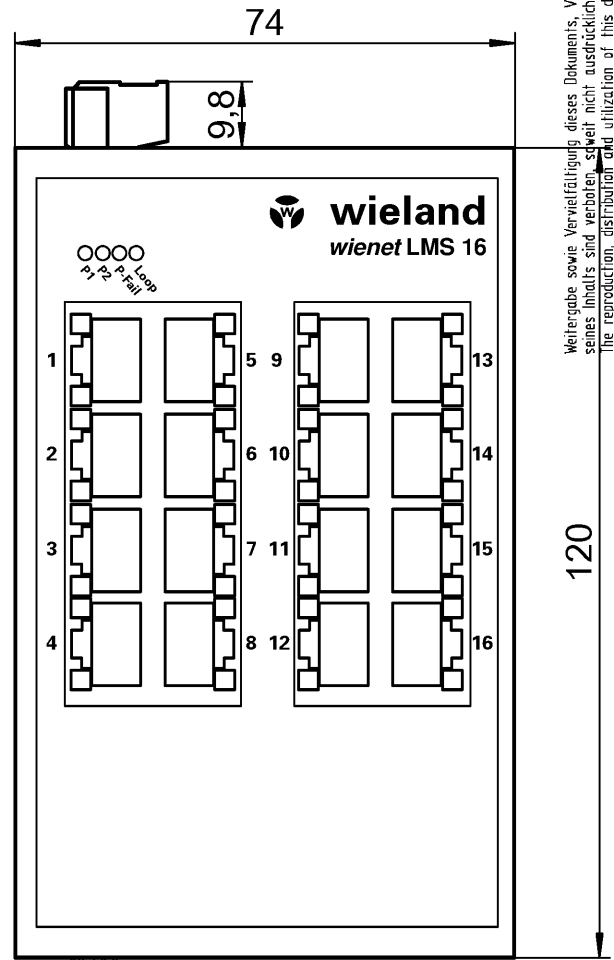 74
9,8
Weitergabe sowie Vervielfältigung dieses Dokuments, V
seines Inhalts sind verboten, soweit nicht ausdrücklich
The reproduction, distribution and utilization of this d
W
wieland
wienet LMS 16
P1 P2 P-Fail Loop
1 5 9 13
2 6 10 14
3 7 11 15
4 8 12 16
120